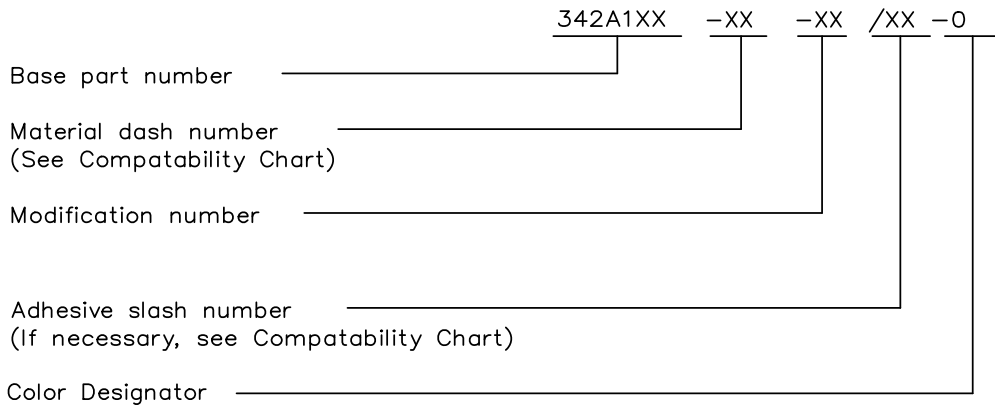 342A1XX -XX -XX /XX -0
Base part number
Material dash number
(See Compatability Chart)
Modification number
Adhesive slash number
(If necessary, see Compatability Chart)
Color Designator